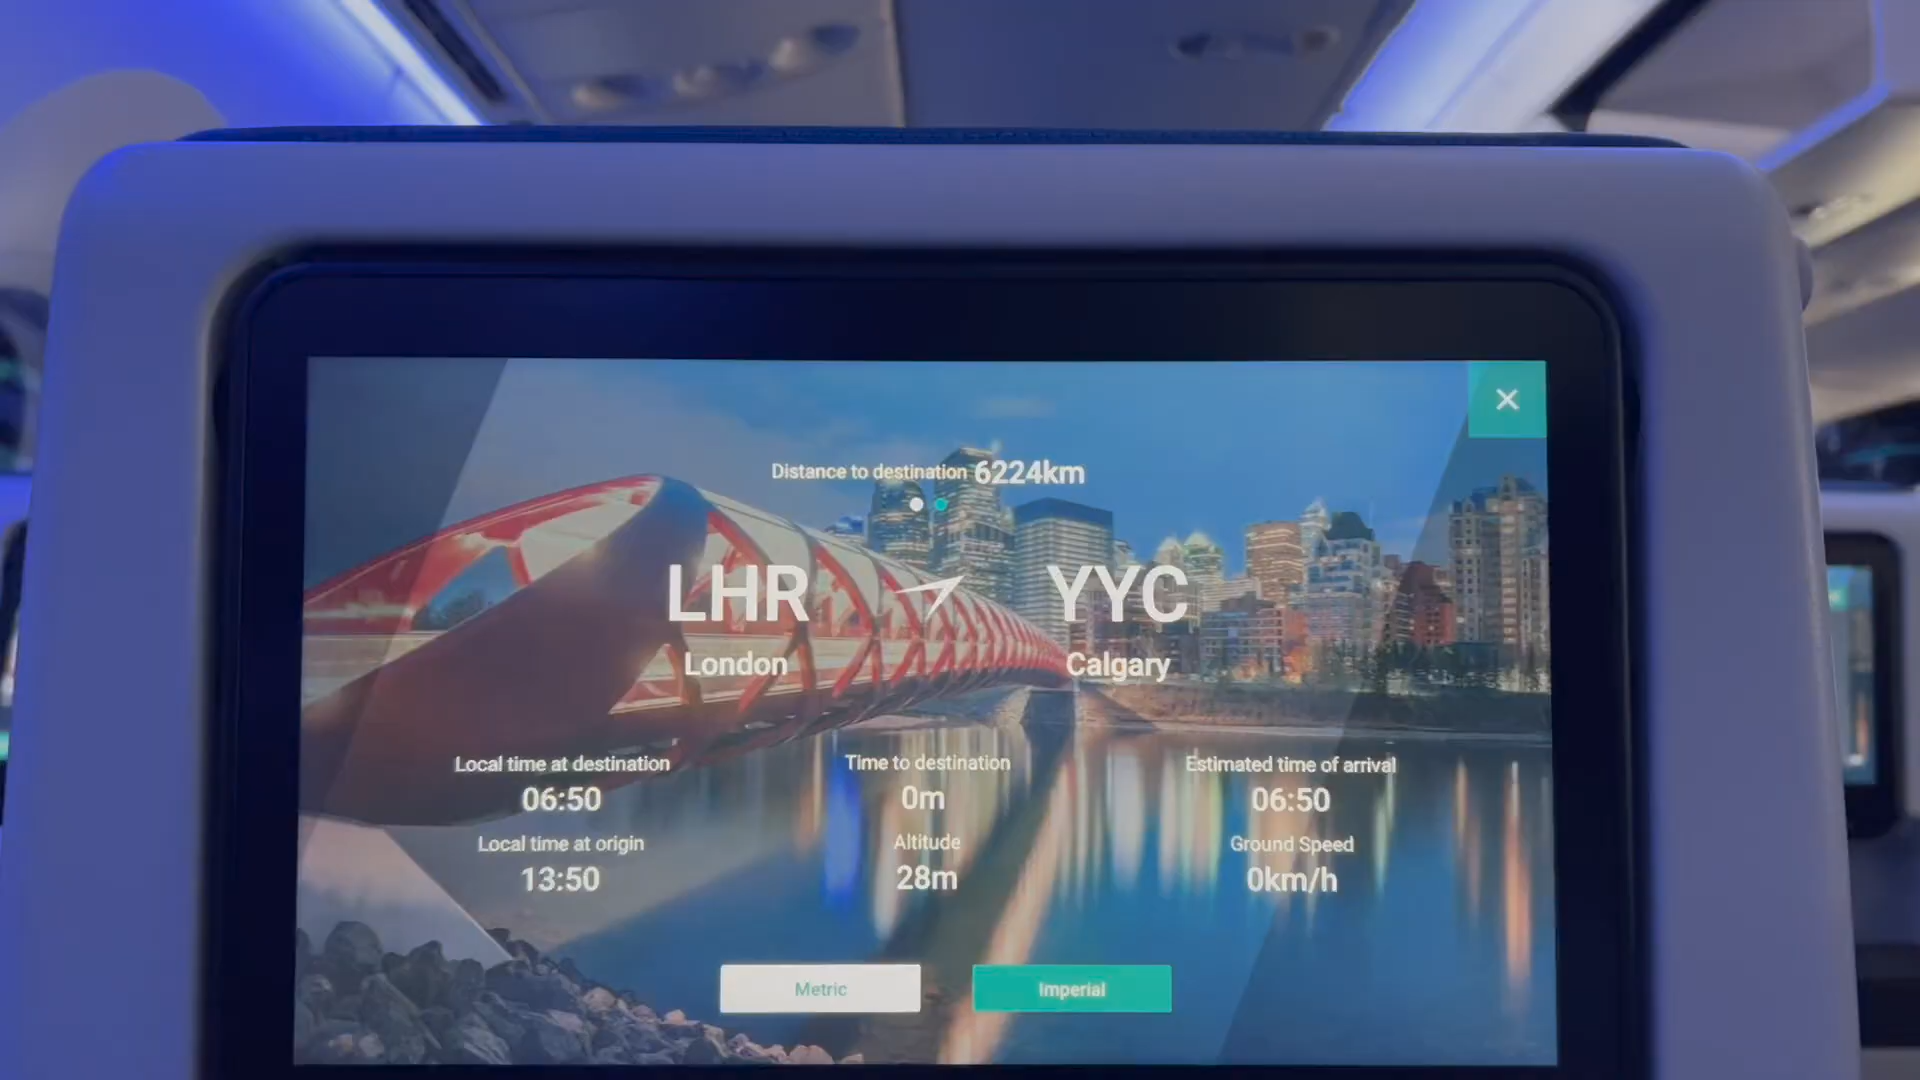 Distance to destination 6224km
LHR YYC
London Calgary
Local time at destination Time to destination Estimated time of arrival
06:50 0m 06:50
Local time at origin Altitude Ground Speed
13:50 28m 0km/h
Metric Imperial